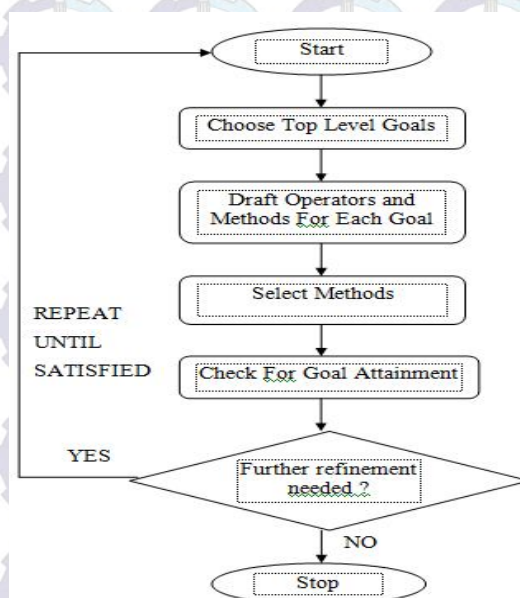 Start
Choose Top Level Goals
Draft Operators and
Methods For Each Goal
Select Methods
REPEAT
UNTIL
SATISFIED
Check For Goal Attainment
YES
Further refinement
needed ?
NO
Stop